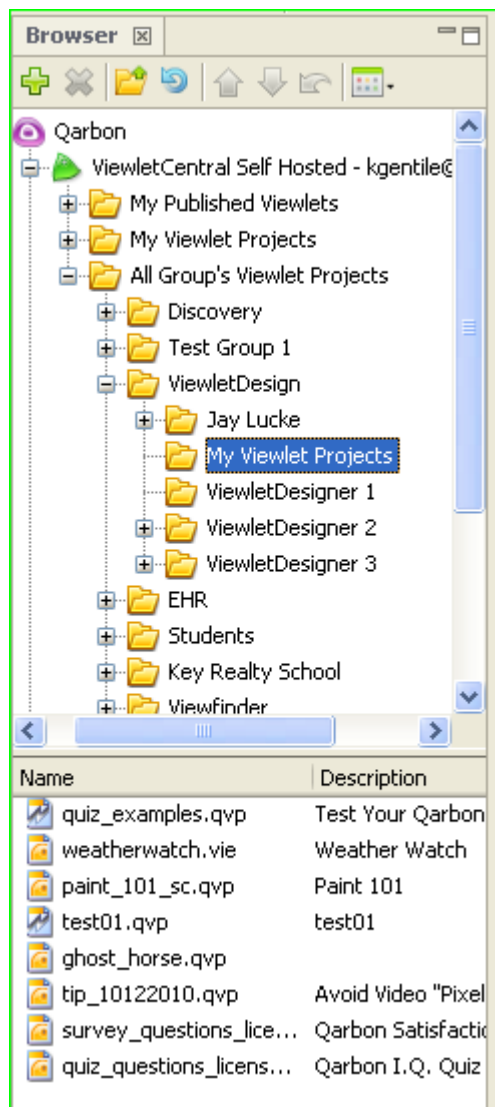 Browser
Qarbon
ViewletCentral Self Hosted - kgentile@
My Published Viewlets
My Viewlet Projects
All Group's Viewlet Projects
Discovery
Test Group 1
ViewletDesign
Jay Lucke
My Viewlet Projects
ViewletDesigner 1
ViewletDesigner 2
ViewletDesigner 3
EHR
Students
Key Realty School
Viewfinder
Name Description
quiz_examples.qvp Test Your Qarbon
weatherwatch.vie Weather Watch
paint_101_sc.qvp Paint 101
test01.qvp test01
ghost_horse.qvp
tip_10122010.qvp Avoid Video "Pixel
survey_questions_lice... Qarbon Satisfactio
quiz_questions_licens... Qarbon I.Q. Quiz